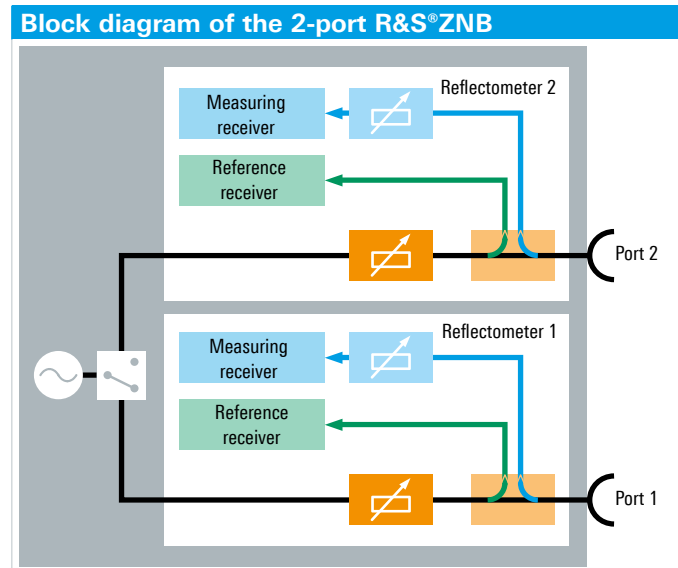 Block diagram of the 2-port R&S®ZNB
Reflectometer 2
Measuring
receiver
Reference
receiver
Port 2
Reflectometer 1
Measuring
receiver
Reference
receiver
Port 1